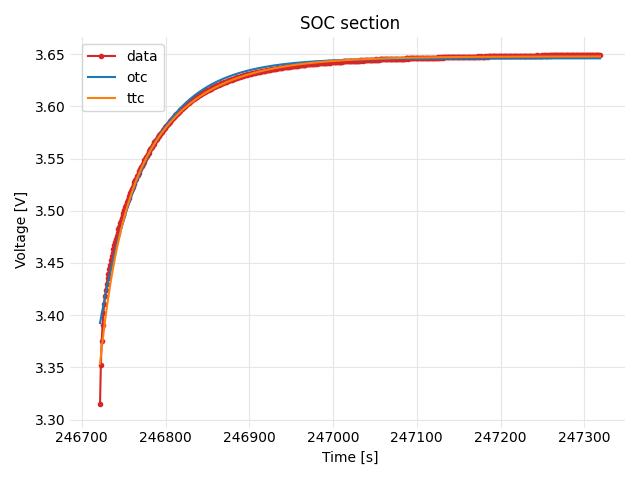 SOC section
data
otc
ttc
Voltage [V]
3.65
3.60
3.55
3.50
3.45
3.40
3.35
3.30
246700 246800 246900 247000 247100 247200 247300
Time [s]